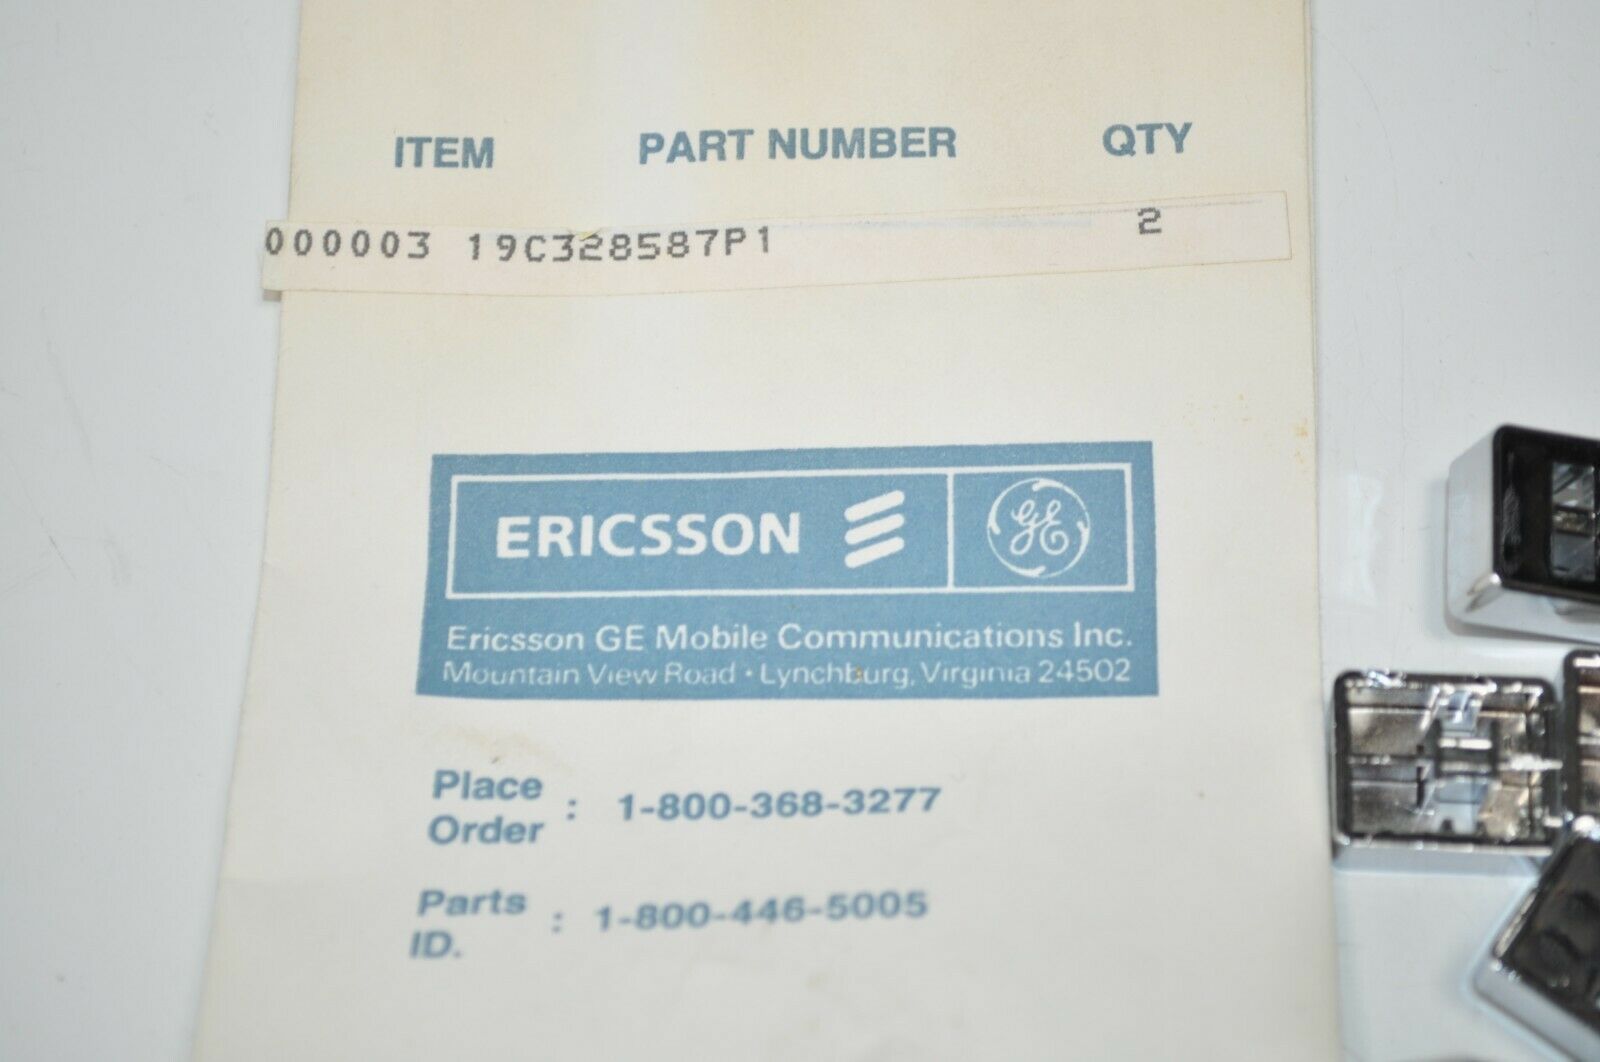 ITEM PART NUMBER QTY
000003 19C328587P1 2
ERICSSON GE
Ericsson GE Mobile Communications Inc.
Mountain View Road · Lynchburg, Virginia 24502
Place Order : 1-800-368-3277
Parts ID. : 1-800-446-5005